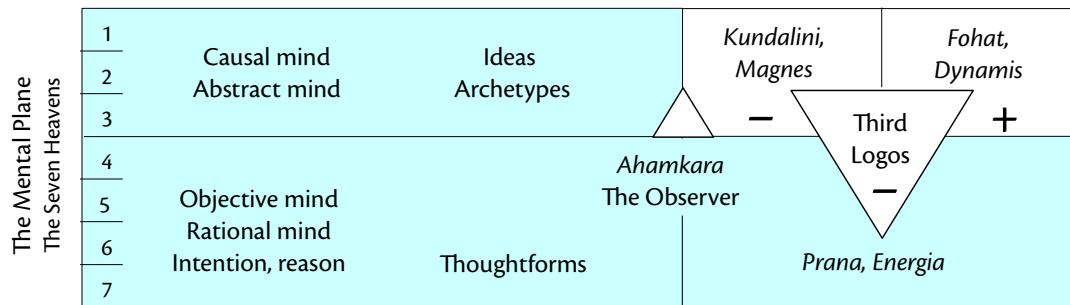 The Mental Plane
The Seven Heavens
1
2
3
4
5
6
7
Causal mind
Abstract mind
Ideas
Archetypes
Kundalini,
Magnes
Fohat,
Dynamis
–
+
Third
Logos
–
Ahamkara
The Observer
Objective mind
Rational mind
Intention, reason
Thoughtforms
Prana, Energia